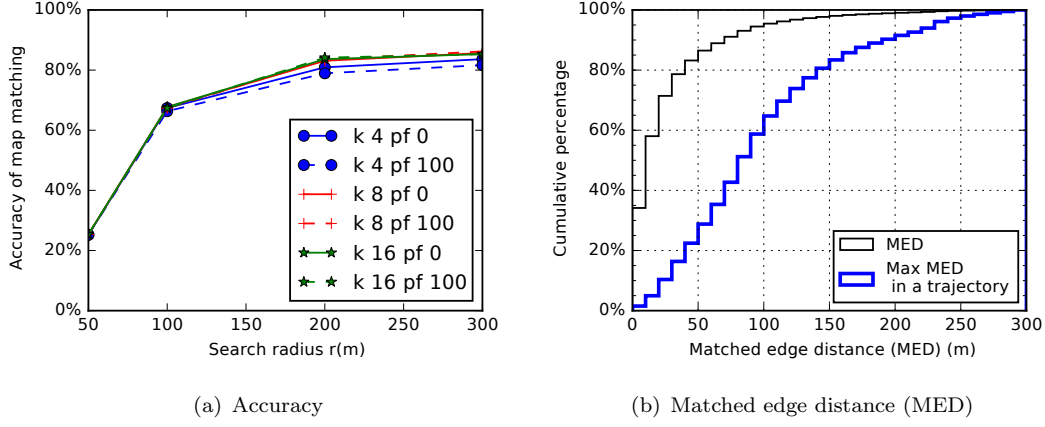 100%
80%
60%
40%
20%
0%
Accuracy of map matching
50
100
150
200
250
300
Search radius r(m)
k 4 pf 0
k 4 pf 100
k 8 pf 0
k 8 pf 100
k 16 pf 0
k 16 pf 100
(a) Accuracy
100%
80%
60%
40%
20%
0%
Cumulative percentage
0
50
100
150
200
250
300
Matched edge distance (MED) (m)
MED
Max MED
in a trajectory
(b) Matched edge distance (MED)